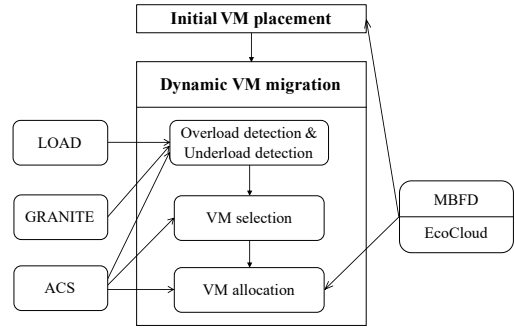 Initial VM placement
Dynamic VM migration
Overload detection &
Underload detection
LOAD
GRANITE
VM selection
MBFD
EcoCloud
ACS
VM allocation